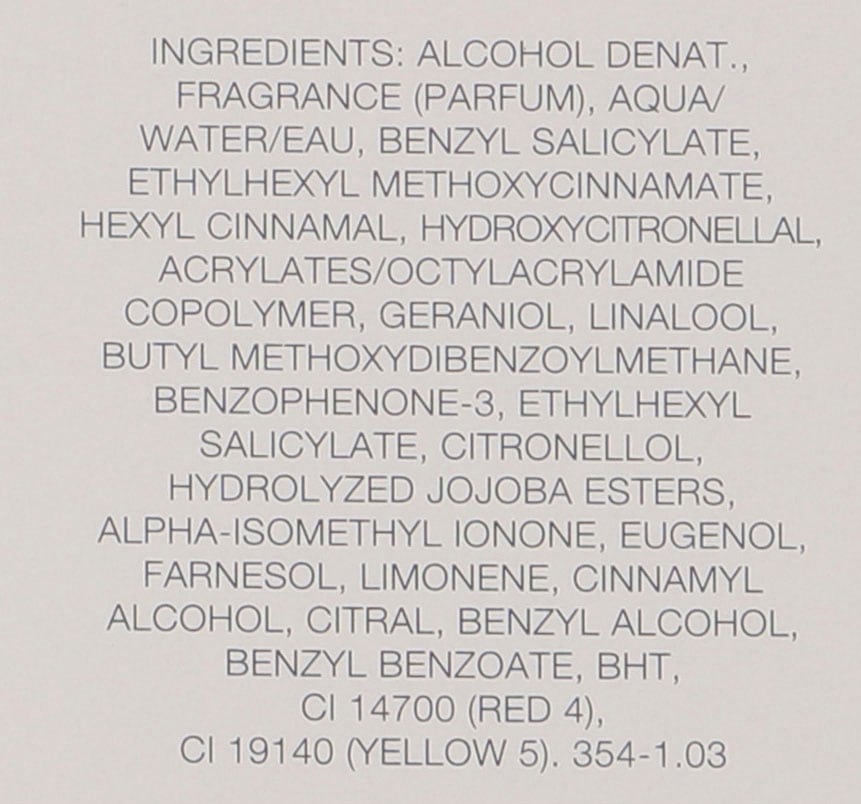 INGREDIENTS: ALCOHOL DENAT.,
FRAGRANCE (PARFUM), AQUA/
WATER/EAU, BENZYL SALICYLATE,
ETHYLHEXYL METHOXYCINNAMATE,
HEXYL CINNAMAL, HYDROXYCITRONELLAL,
ACRYLATES/OCTYLACRYLAMIDE
COPOLYMER, GERANIOL, LINALOOL,
BUTYL METHOXYDIBENZOYLMETHANE,
BENZOPHENONE-3, ETHYLHEXYL
SALICYLATE, CITRONELLOL,
HYDROLYZED JOJOBA ESTERS,
ALPHA-ISOMETHYL IONONE, EUGENOL,
FARNESOL, LIMONENE, CINNAMYL
ALCOHOL, CITRAL, BENZYL ALCOHOL,
BENZYL BENZOATE, BHT,
CI 14700 (RED 4),
CI 19140 (YELLOW 5). 354-1.03